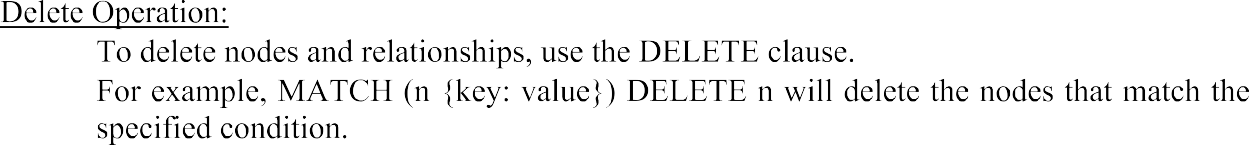 Delete Operation:
To delete nodes and relationships, use the DELETE clause.
For example, MATCH (n {key: value}) DELETE n will delete the nodes that match the
specified condition.